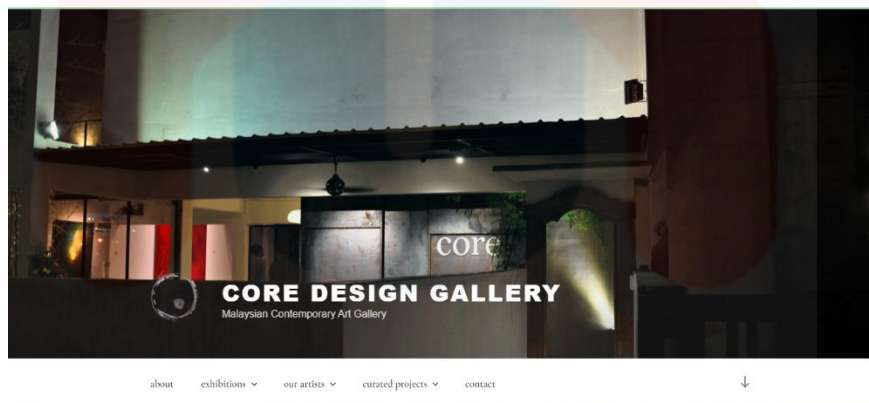 core
CORE DESIGN GALLERY
Malaysian Contemporary Art Gallery
about exhibitions our artists curated projects contact